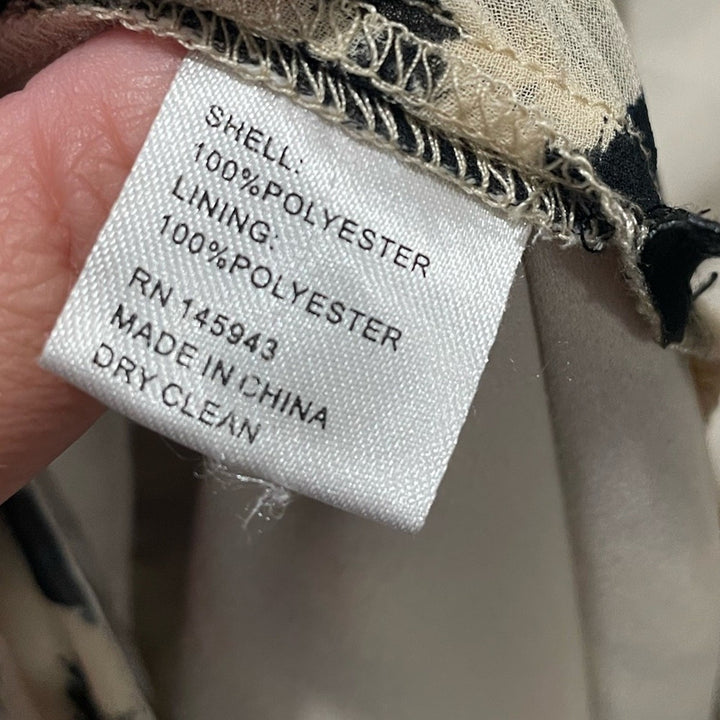 SHELL:
100%POLYESTER
LINING:
100%POLYESTER
RN 145943
MADE IN CHINA
DRY CLEAN